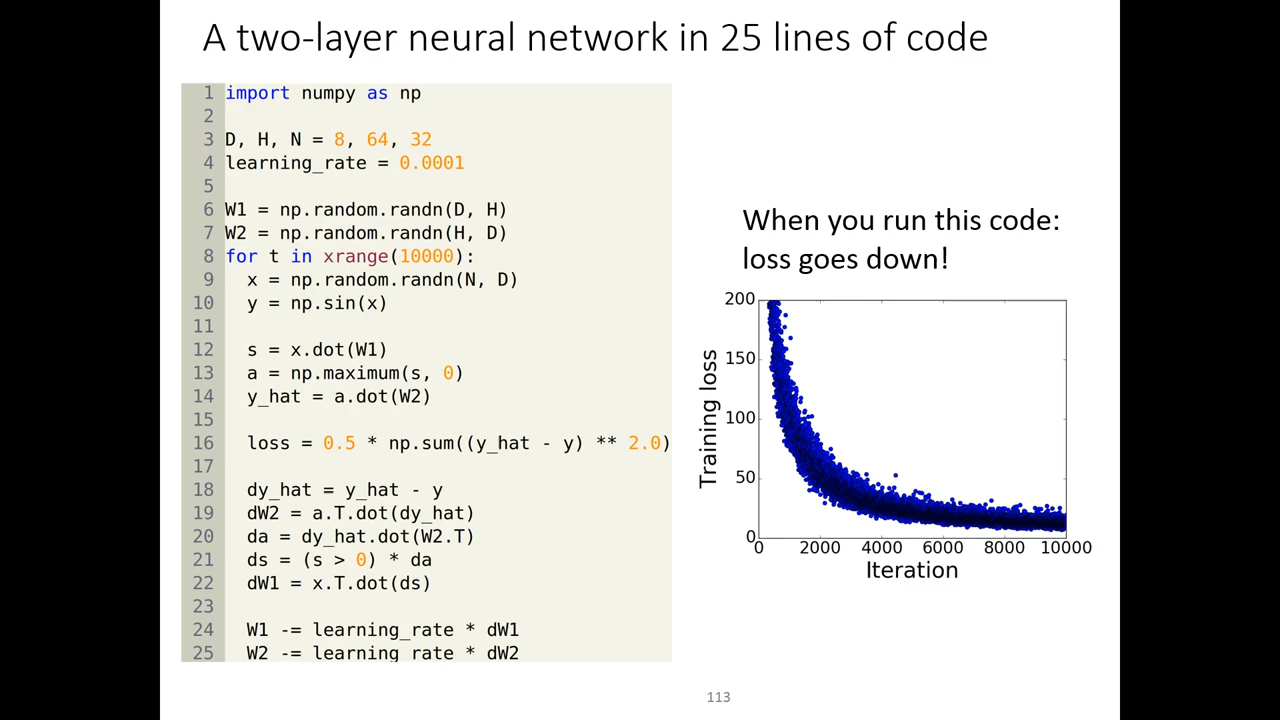 A two-layer neural network in 25 lines of code
1 import numpy as np
2
3 D, H, N = 8, 64, 32
4 learning_rate = 0.0001
5
6 W1 = np.random.randn(D, H)
7 W2 = np.random.randn(H, D)
8 for t in xrange(10000):
9   x = np.random.randn(N, D)
10   y = np.sin(x)
11
12   s = x.dot(W1)
13   a = np.maximum(s, 0)
14   y_hat = a.dot(W2)
15
16   loss = 0.5 * np.sum((y_hat - y) ** 2.0)
17
18   dy_hat = y_hat - y
19   dW2 = a.T.dot(dy_hat)
20   da = dy_hat.dot(W2.T)
21   ds = (s > 0) * da
22   dW1 = x.T.dot(ds)
23
24   W1 -= learning_rate * dW1
25   W2 -= learning_rate * dW2
When you run this code:
loss goes down!
200
150
100
50
0
Training loss
0 2000 4000 6000 8000 10000
Iteration
113